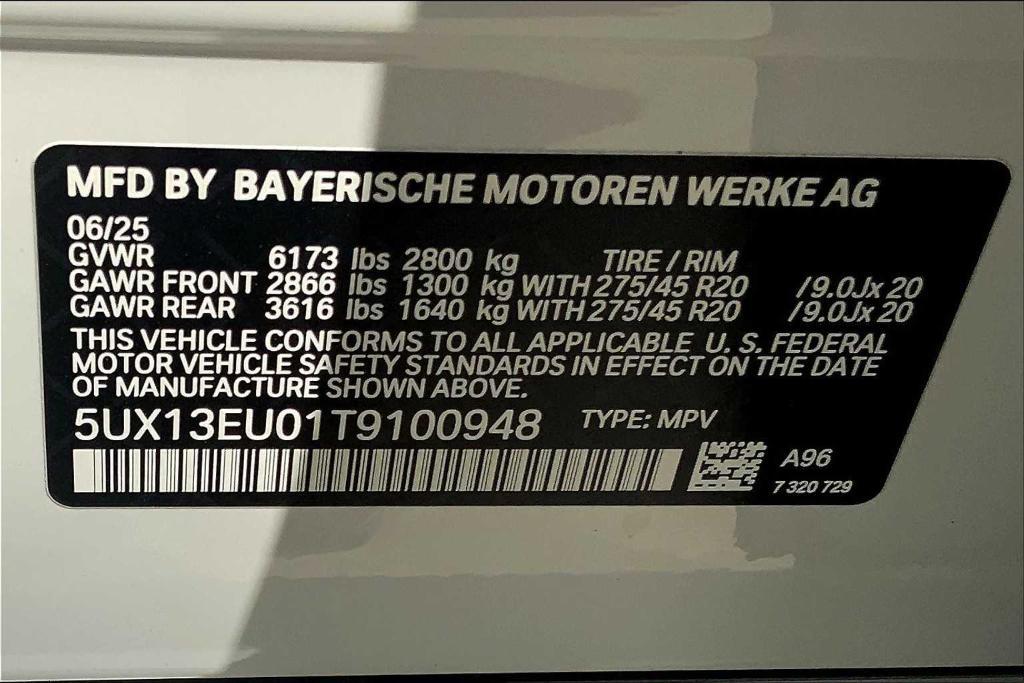 MFD BY BAYERISCHE MOTOREN WERKE AG
06/25
GVWR 6173 lbs 2800 kg TIRE / RIM
GAWR FRONT 2866 lbs 1300 kg WITH 275/45 R20 /9.0Jx 20
GAWR REAR 3616 lbs 1640 kg WITH 275/45 R20 /9.0Jx 20
THIS VEHICLE CONFORMS TO ALL APPLICABLE U. S. FEDERAL
MOTOR VEHICLE SAFETY STANDARDS IN EFFECT ON THE DATE
OF MANUFACTURE SHOWN ABOVE.
5UX13EU01T9100948 TYPE: MPV
A96
7 320 729